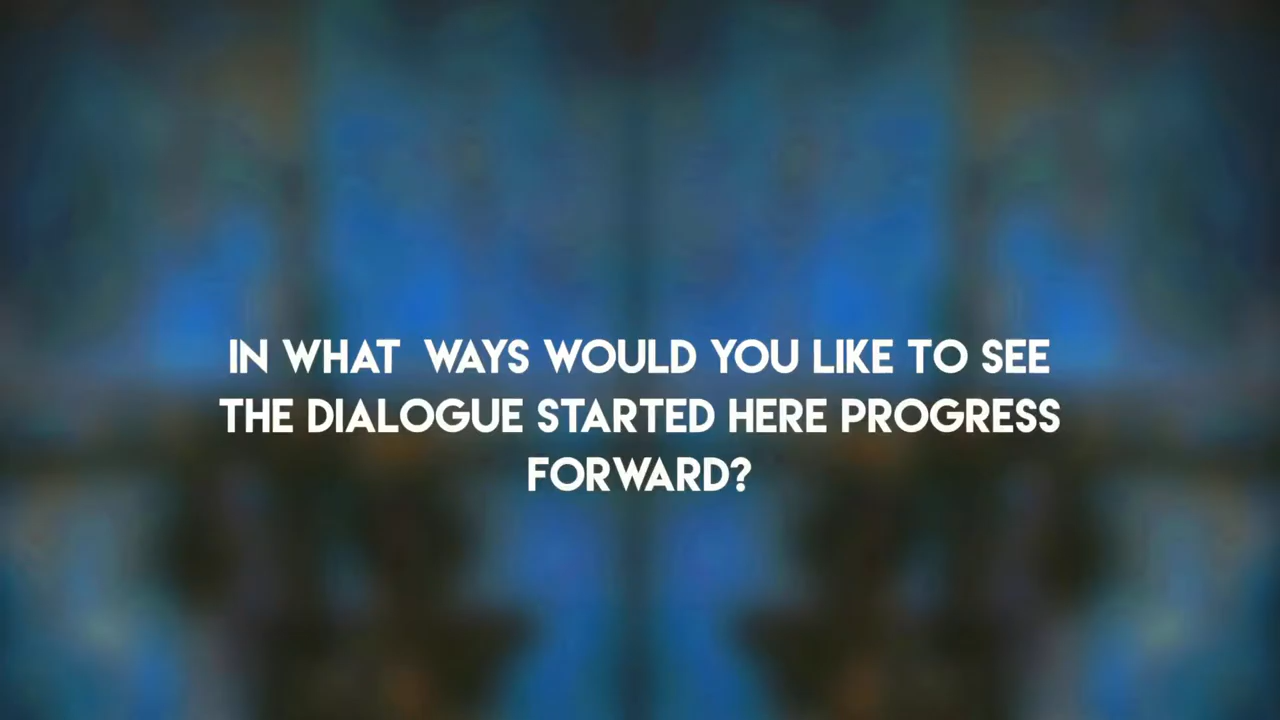 IN WHAT  WAYS WOULD YOU LIKE TO SEE
THE DIALOGUE STARTED HERE PROGRESS
FORWARD?